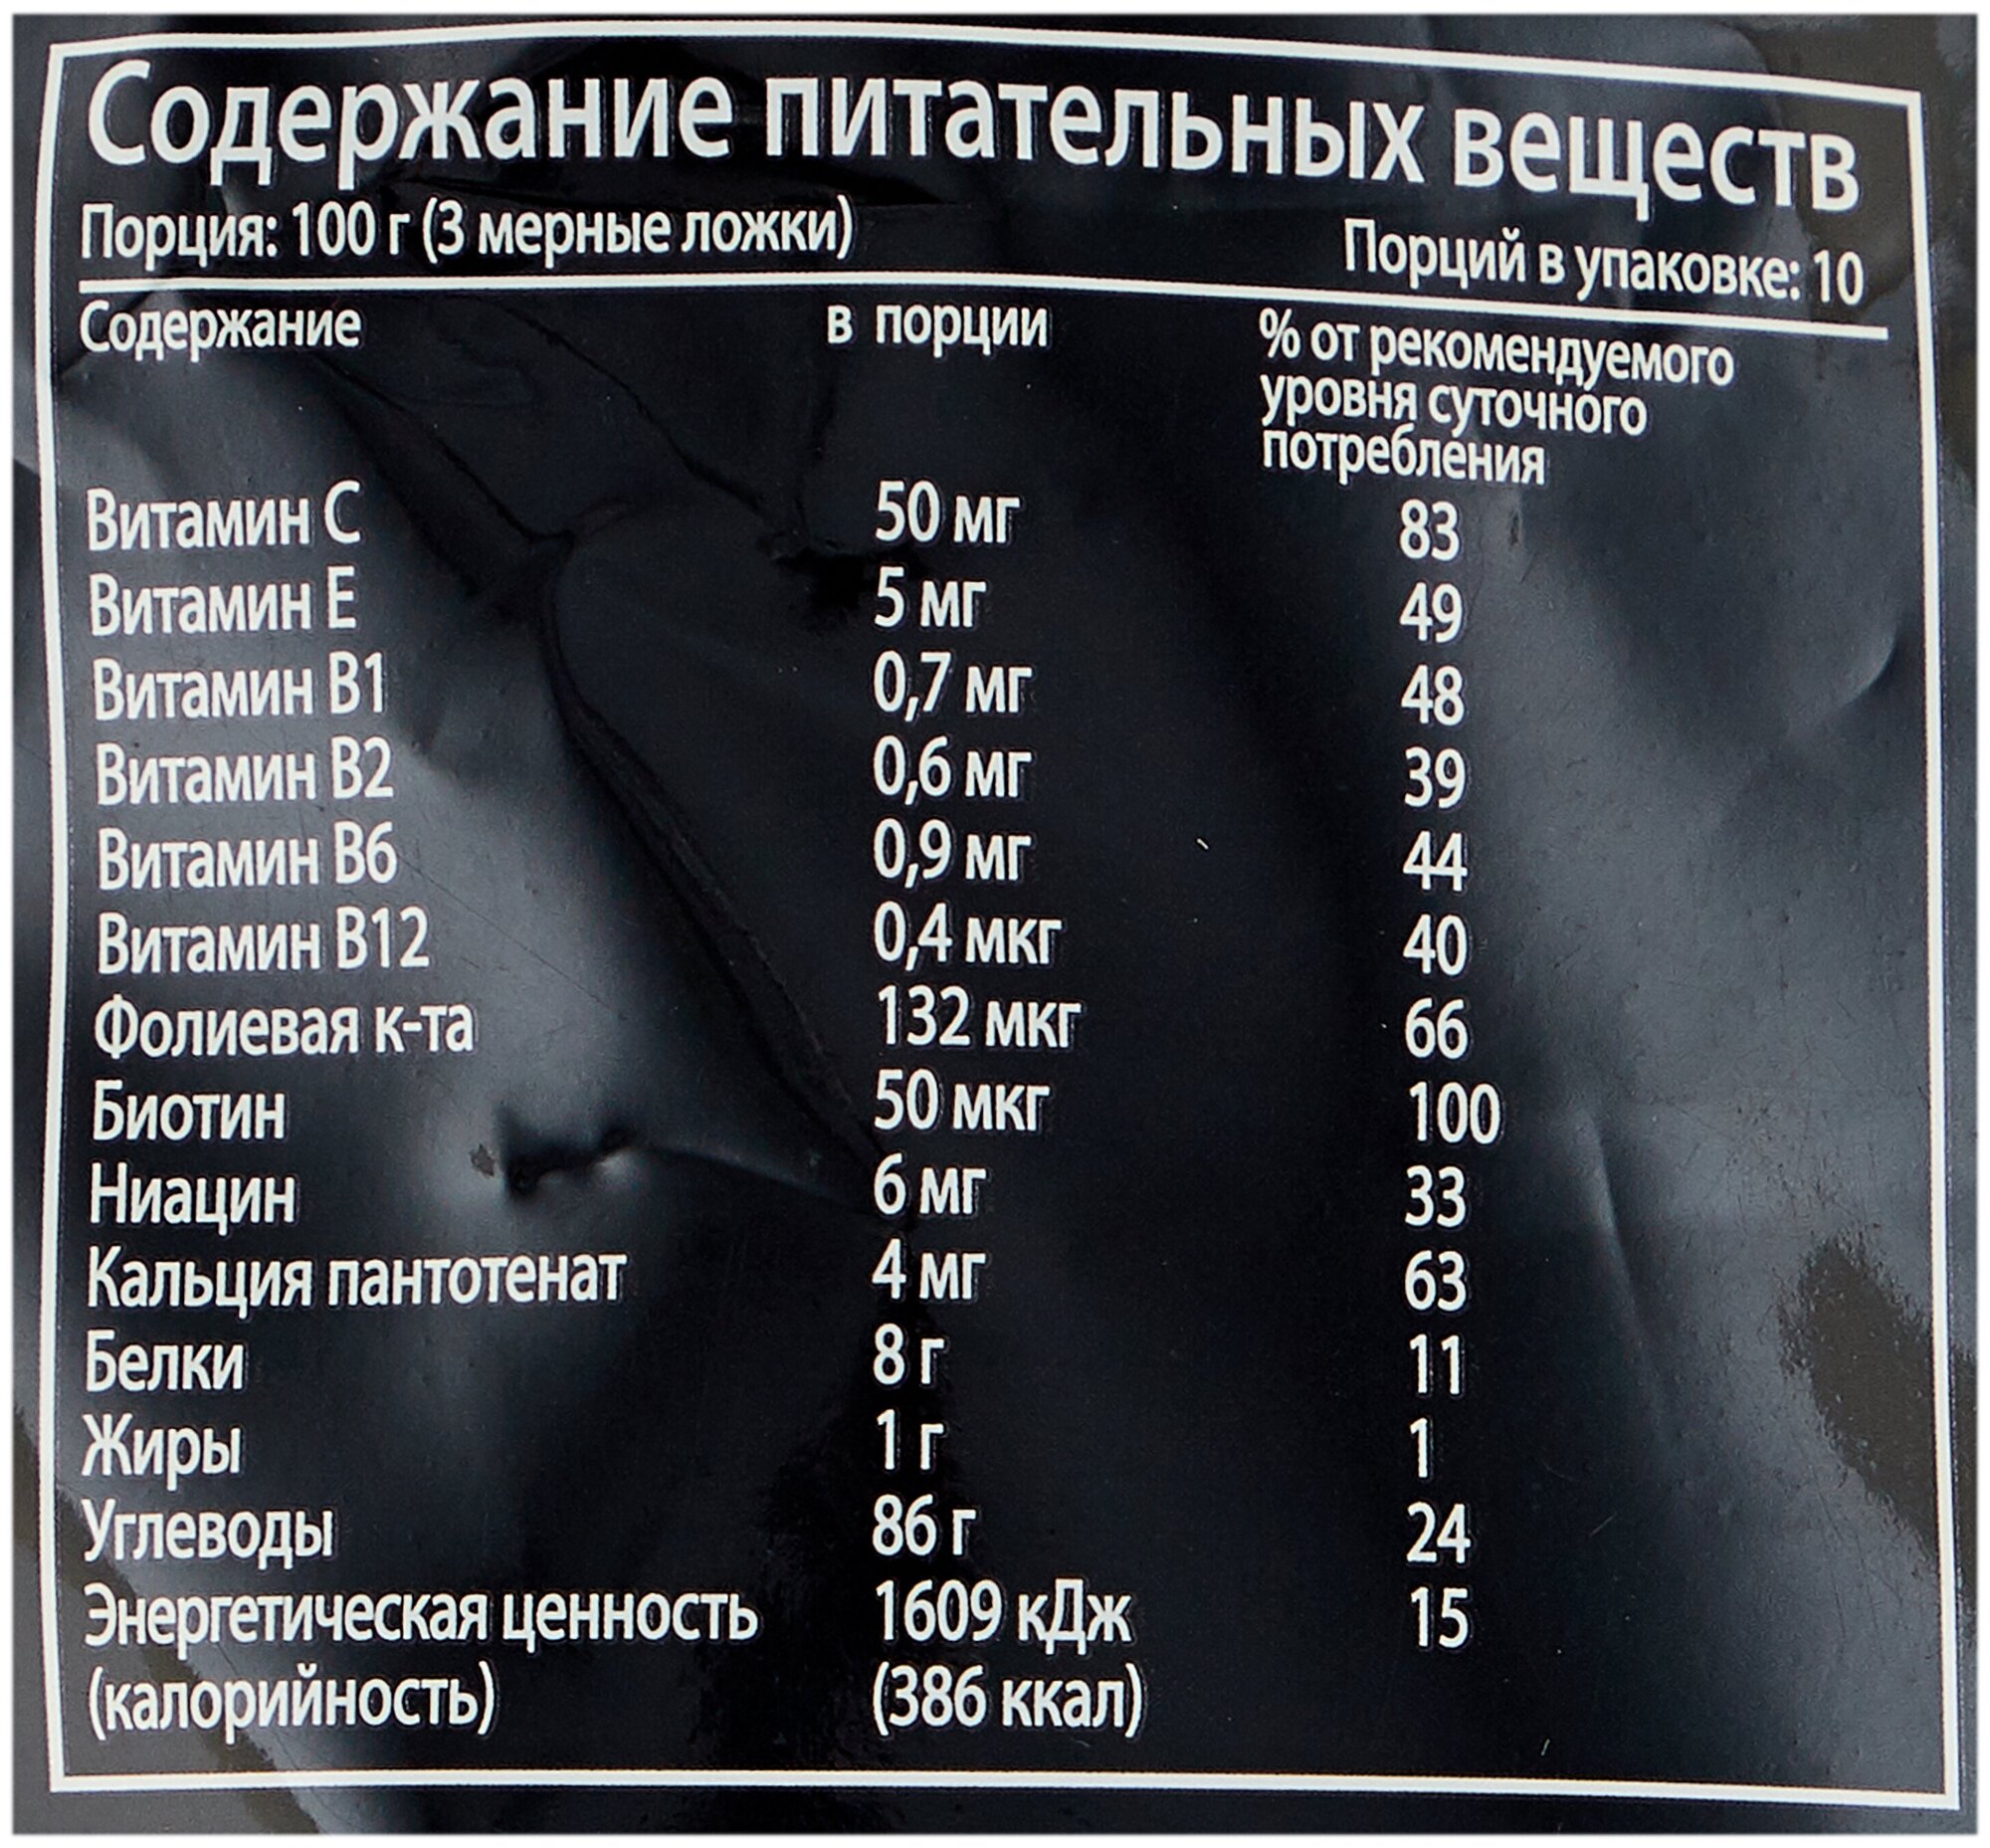 Содержание питательных веществ
Порция: 100 г (3 мерные ложки) Порций в упаковке: 10
Содержание в порции % от рекомендуемого
уровня суточного
потребления
Витамин С 50 мг 83
Витамин Е 5 мг 49
Витамин В1 0,7 мг 48
Витамин В2 0,6 мг 39
Витамин В6 0,9 мг 44
Витамин В12 0,4 мкг 40
Фолиевая к-та 132 мкг 66
Биотин 50 мкг 100
Ниацин 6 мг 33
Кальция пантотенат 4 мг 63
Белки 8 г 11
Жиры 1 г 1
Углеводы 86 г 24
Энергетическая ценность 1609 кДж 15
(калорийность) (386 ккал)